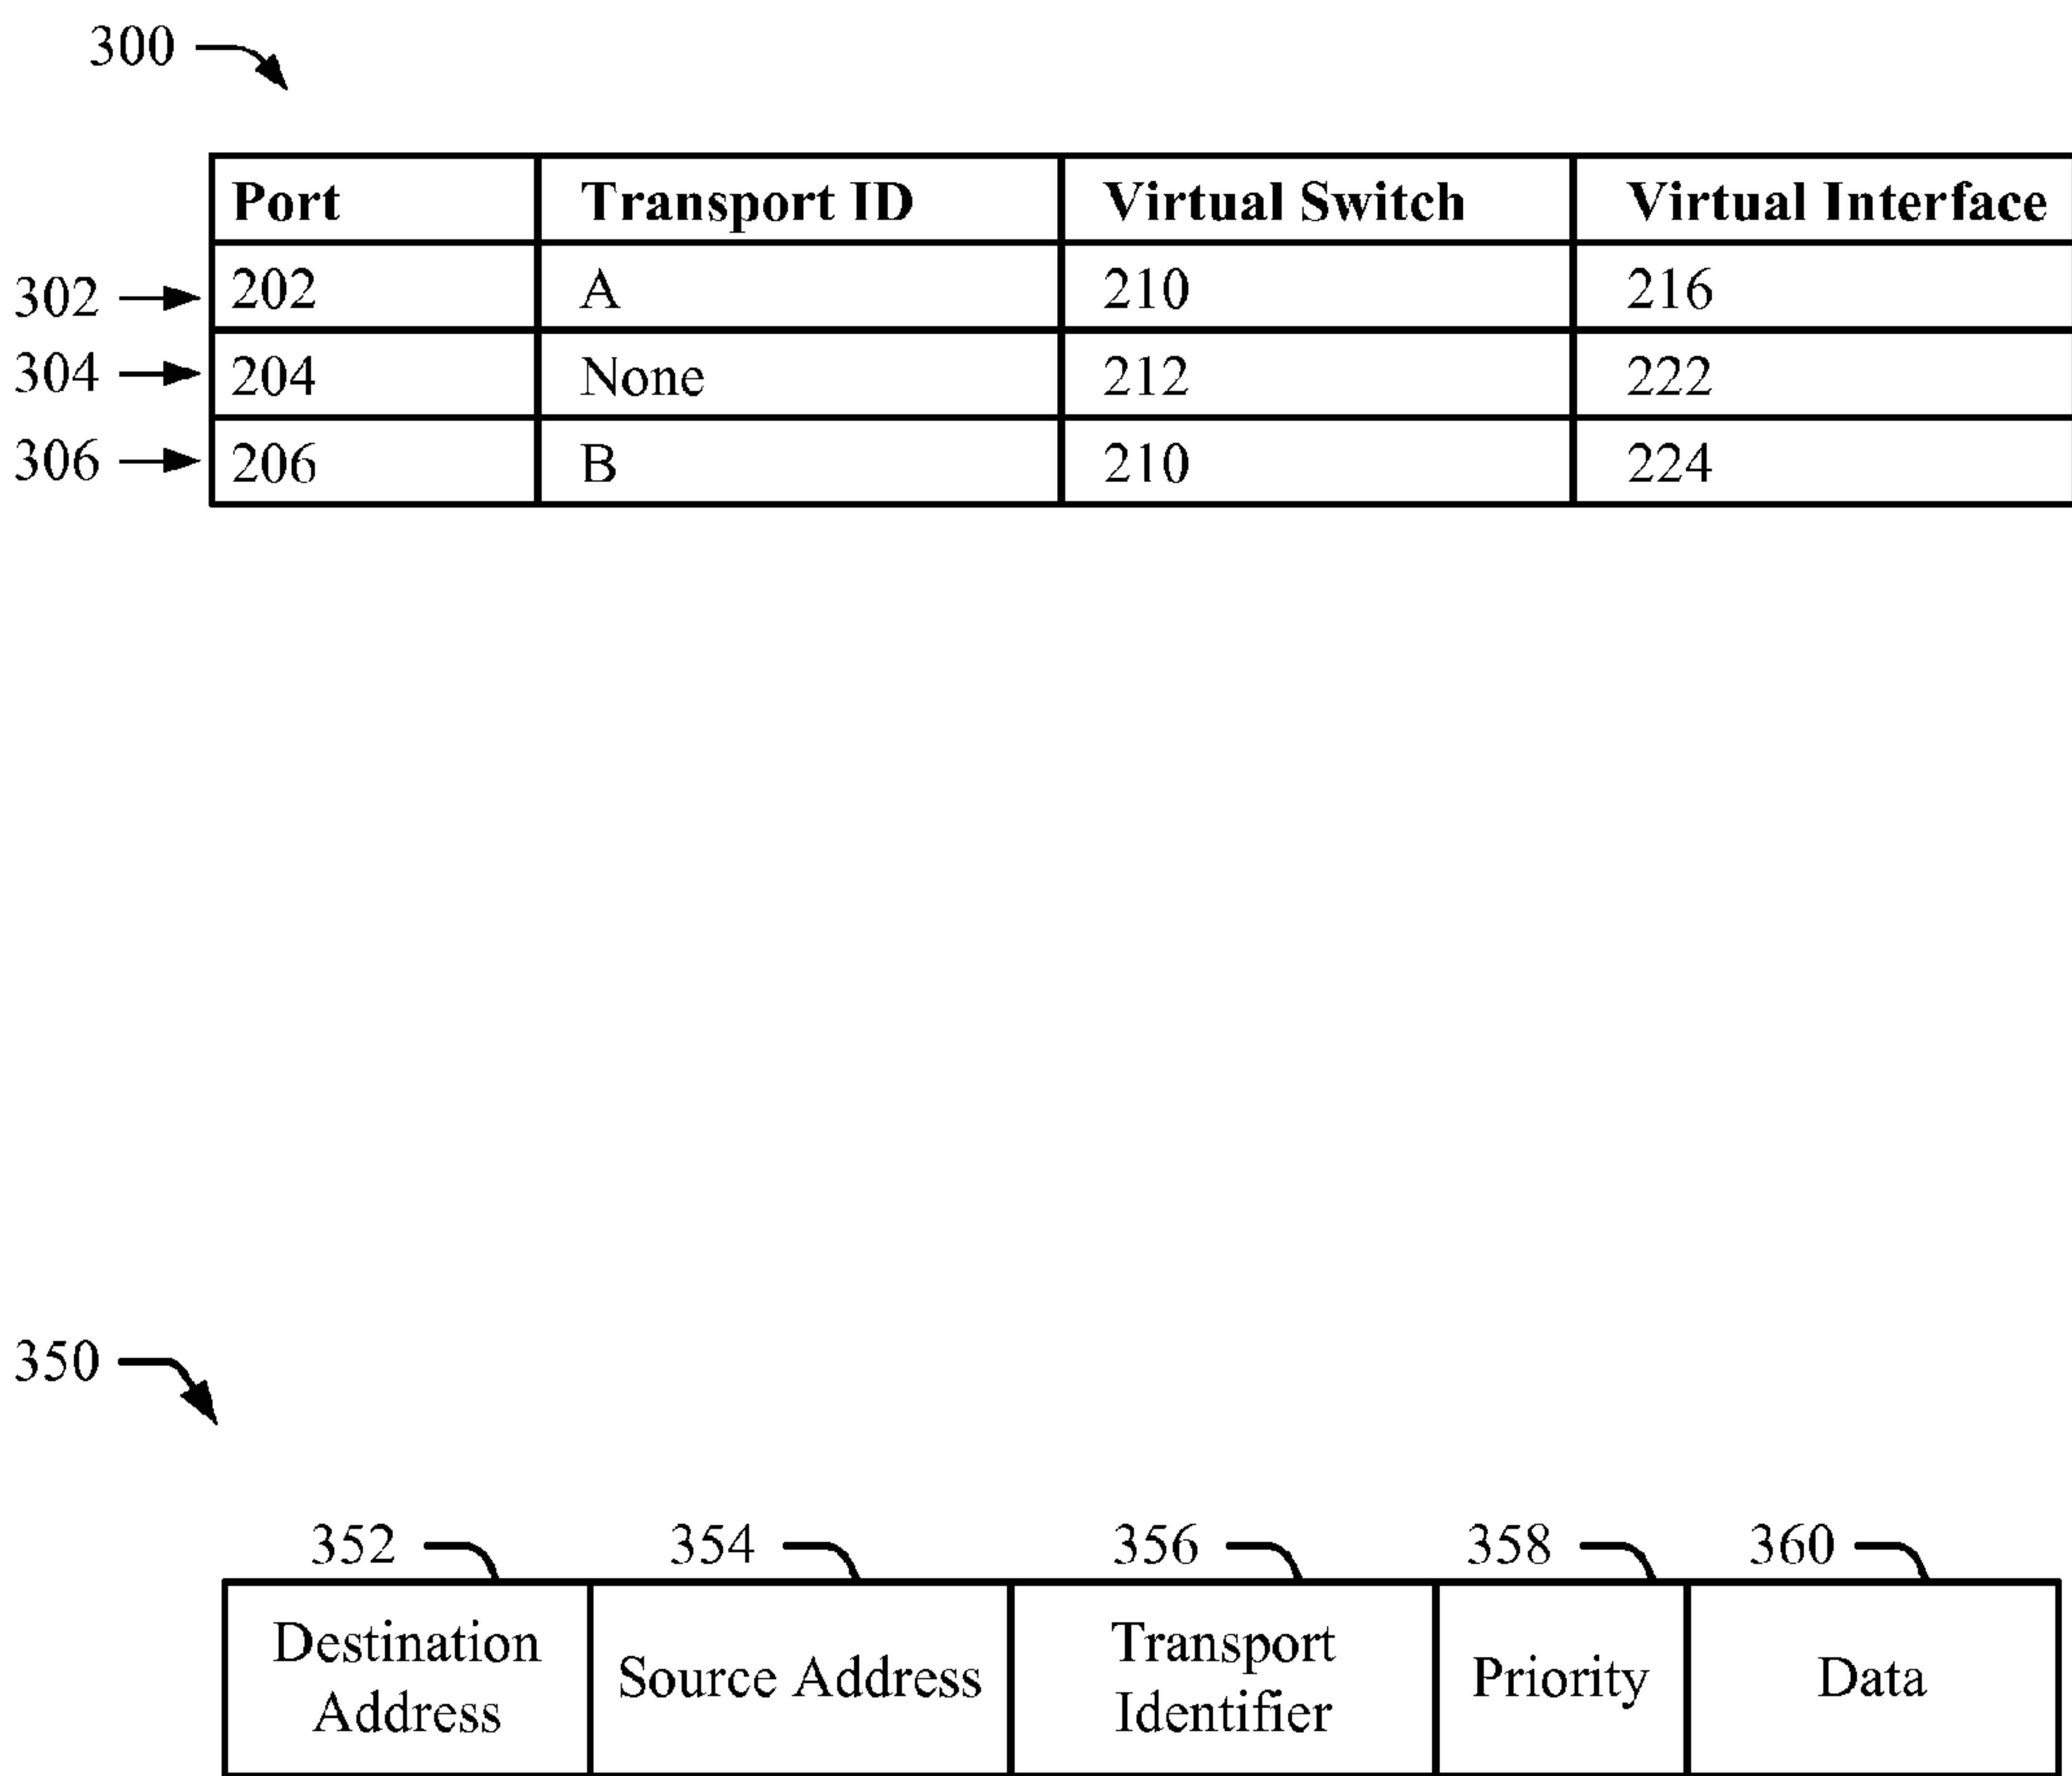 300
Port Transport ID Virtual Switch Virtual Interface
302 202 A 210 216
304 204 None 212 222
306 206 B 210 224
350
352 354 356 358 360
Destination Address
Source Address
Transport Identifier
Priority
Data